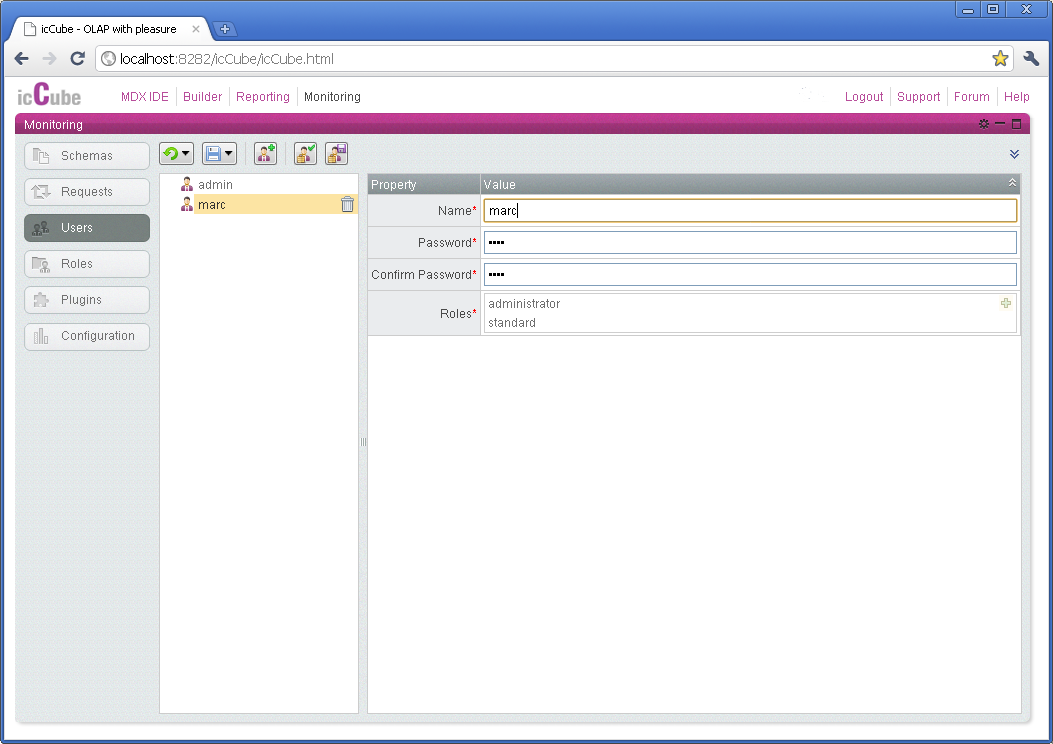 icCube - OLAP with pleasure
localhost:8282/icCube/icCube.html
icCube MDX IDE Builder Reporting Monitoring Logout Support Forum Help
Monitoring
Schemas
Requests
Users
Roles
Plugins
Configuration
admin
marc
Property Value
Name* marc
Password* ••••
Confirm Password* ••••
Roles* administrator
standard